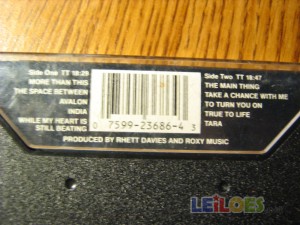 Side One TT 18:29
MORE THAN THIS
THE SPACE BETWEEN
AVALON
INDIA
WHILE MY HEART IS
STILL BEATING
0 7599-23686-4 3
Side Two TT 18:47
THE MAIN THING
TAKE A CHANCE WITH ME
TO TURN YOU ON
TRUE TO LIFE
TARA
PRODUCED BY RHETT DAVIES AND ROXY MUSIC
LEiLOES